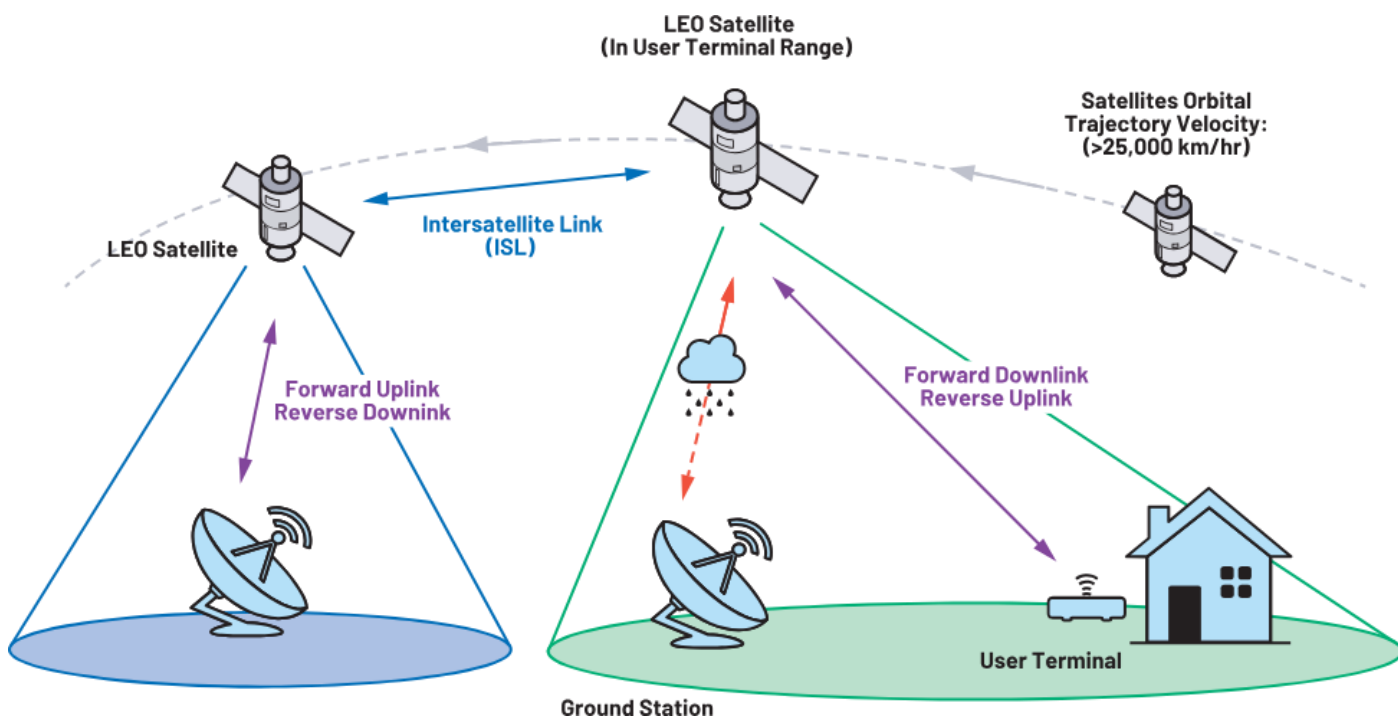 LEO Satellite
(In User Terminal Range)
Satellites Orbital
Trajectory Velocity:
(>25,000 km/hr)
Intersatellite Link
(ISL)
LEO Satellite
Forward Uplink
Reverse Downink
Forward Downlink
Reverse Uplink
User Terminal
Ground Station